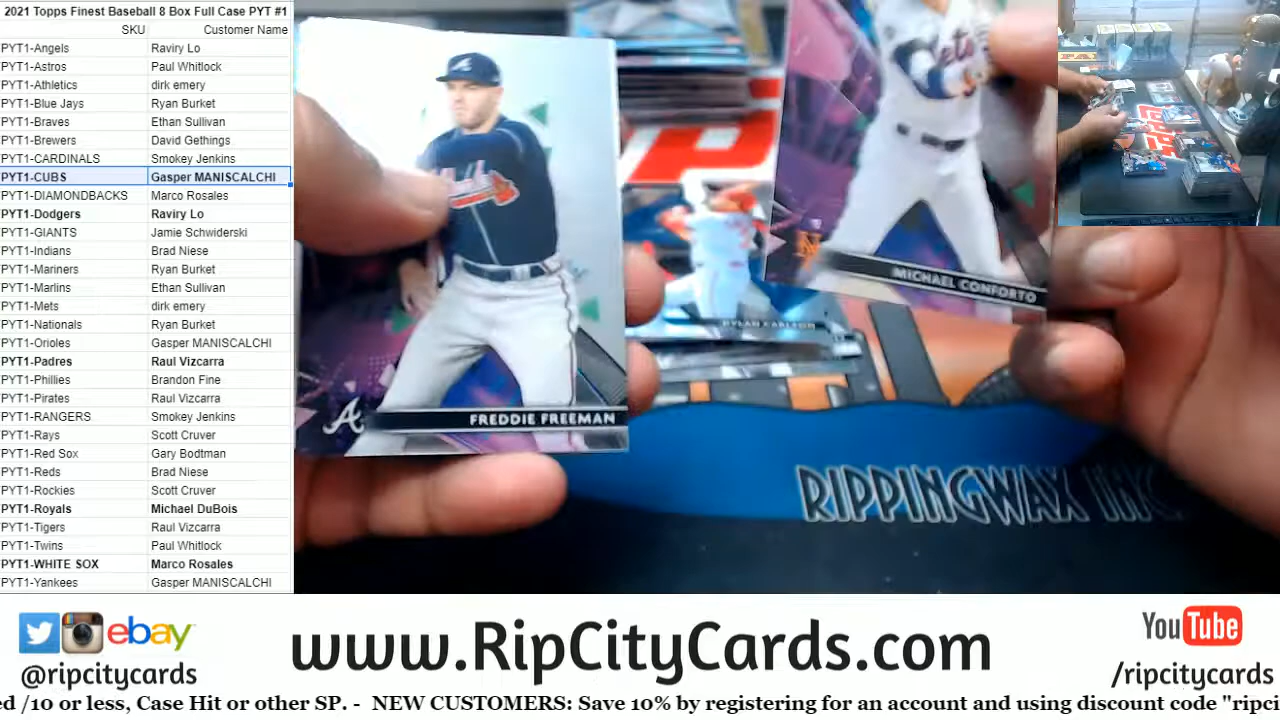 2021 Topps Finest Baseball 8 Box Full Case PYT #1
SKU Customer Name
PYT1-Angels Raviry Lo
PYT1-Astros Paul Whitlock
PYT1-Athletics dirk emery
PYT1-Blue Jays Ryan Burket
PYT1-Braves Ethan Sullivan
PYT1-Brewers David Gethings
PYT1-CARDINALS Smokey Jenkins
PYT1-CUBS Gasper MANISCALCHI
PYT1-DIAMONDBACKS Marco Rosales
PYT1-Dodgers Raviry Lo
PYT1-GIANTS Jamie Schwiderski
PYT1-Indians Brad Niese
PYT1-Mariners Ryan Burket
PYT1-Marlins Ethan Sullivan
PYT1-Mets dirk emery
PYT1-Nationals Ryan Burket
PYT1-Orioles Gasper MANISCALCHI
PYT1-Padres Raul Vizcarra
PYT1-Phillies Brandon Fine
PYT1-Pirates Raul Vizcarra
PYT1-RANGERS Smokey Jenkins
PYT1-Rays Scott Cruver
PYT1-Red Sox Gary Bodtman
PYT1-Reds Brad Niese
PYT1-Rockies Scott Cruver
PYT1-Royals Michael DuBois
PYT1-Tigers Raul Vizcarra
PYT1-Twins Paul Whitlock
PYT1-WHITE SOX Marco Rosales
PYT1-Yankees Gasper MANISCALCHI
Mets
MICHAEL CONFORTO
DYLAN CARLSON
A
FREDDIE FREEMAN
RIPPINGWAX INC
ebay
@ripcitycards
www.RipCityCards.com
YouTube
/ripcitycards
ed /10 or less, Case Hit or other SP. - NEW CUSTOMERS: Save 10% by registering for an account and using discount code "ripci